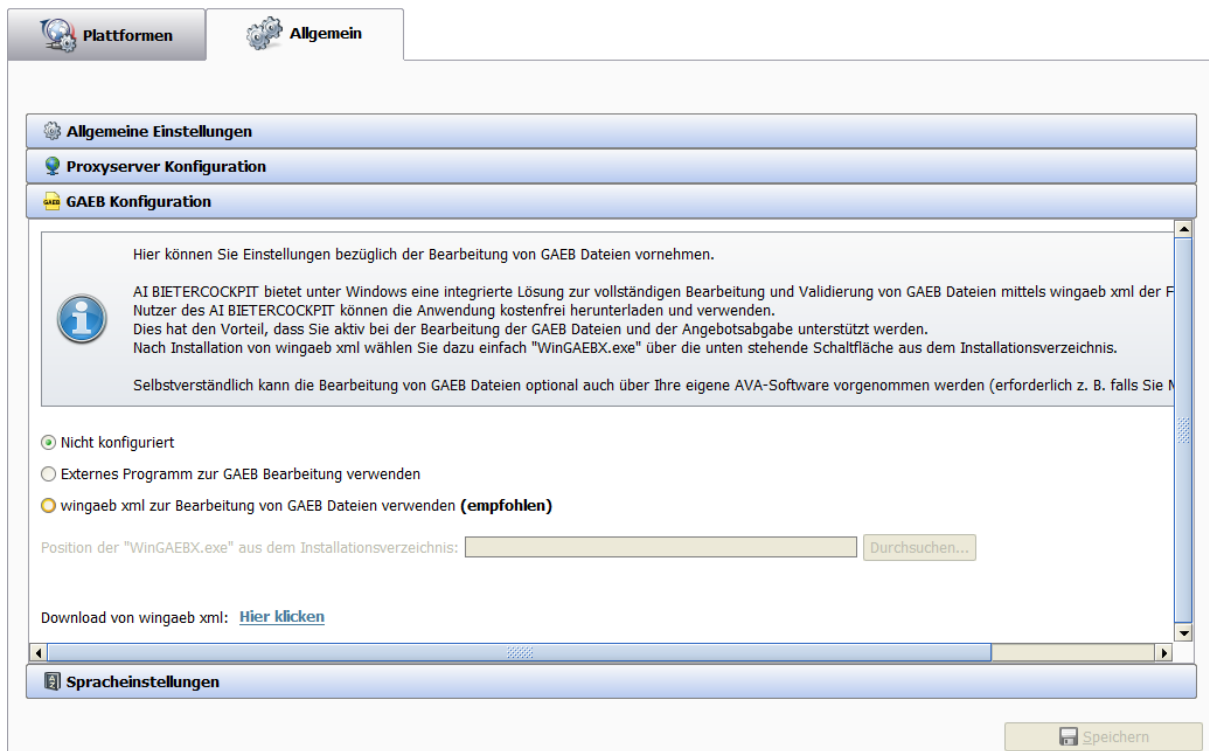 Plattformen
Allgemein
Allgemeine Einstellungen
Proxyserver Konfiguration
GAEB
GAEB Konfiguration
Hier können Sie Einstellungen bezüglich der Bearbeitung von GAEB Dateien vornehmen.
AI BIETERCOCKPIT bietet unter Windows eine integrierte Lösung zur vollständigen Bearbeitung und Validierung von GAEB Dateien mittels wingaeb xml der F
Nutzer des AI BIETERCOCKPIT können die Anwendung kostenfrei herunterladen und verwenden.
Dies hat den Vorteil, dass Sie aktiv bei der Bearbeitung der GAEB Dateien und der Angebotsabgabe unterstützt werden.
Nach Installation von wingaeb xml wählen Sie dazu einfach "WinGAEBX.exe" über die unten stehende Schaltfläche aus dem Installationsverzeichnis.
Selbstverständlich kann die Bearbeitung von GAEB Dateien optional auch über Ihre eigene AVA-Software vorgenommen werden (erforderlich z. B. falls Sie
Nicht konfiguriert
Externes Programm zur GAEB Bearbeitung verwenden
wingaeb xml zur Bearbeitung von GAEB Dateien verwenden (empfohlen)
Position der "WinGAEBX.exe" aus dem Installationsverzeichnis:
Durchsuchen...
Download von wingaeb xml: Hier klicken
Spracheinstellungen
Speichern